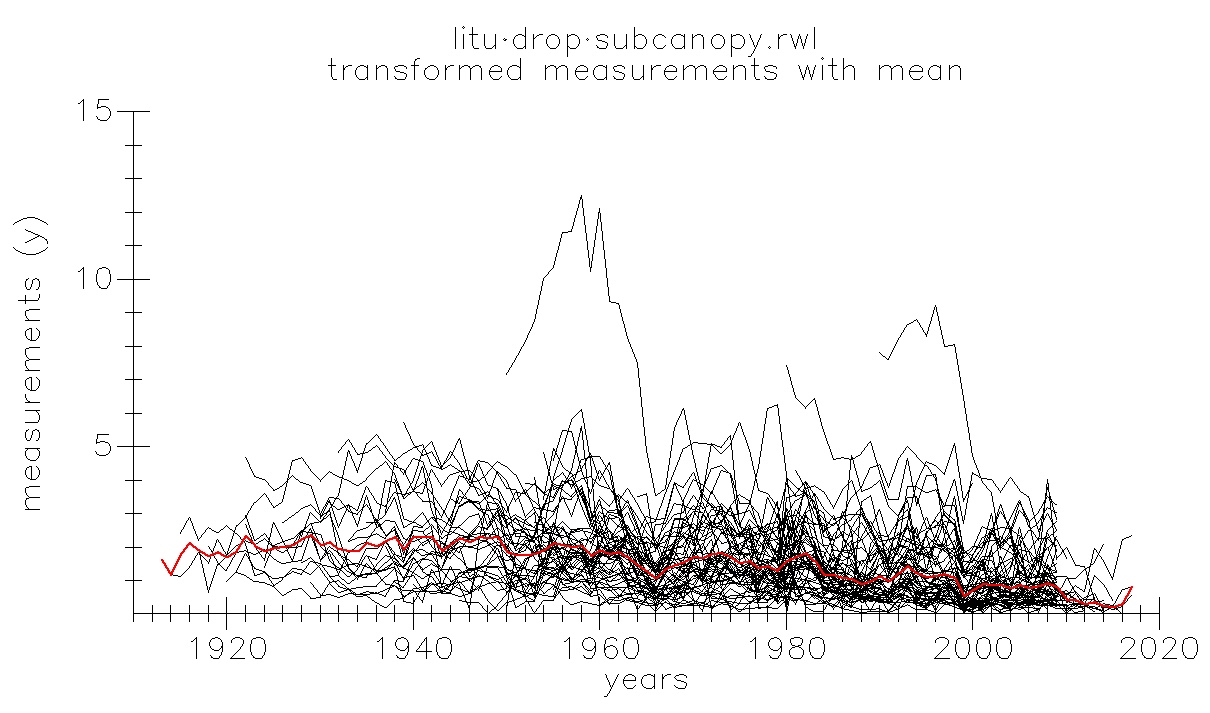 litu·drop·subcanopy.rwl
transformed measurements with mean
15
10
5
measurements (y)
1920 1940 1960 1980 2000 2020
years